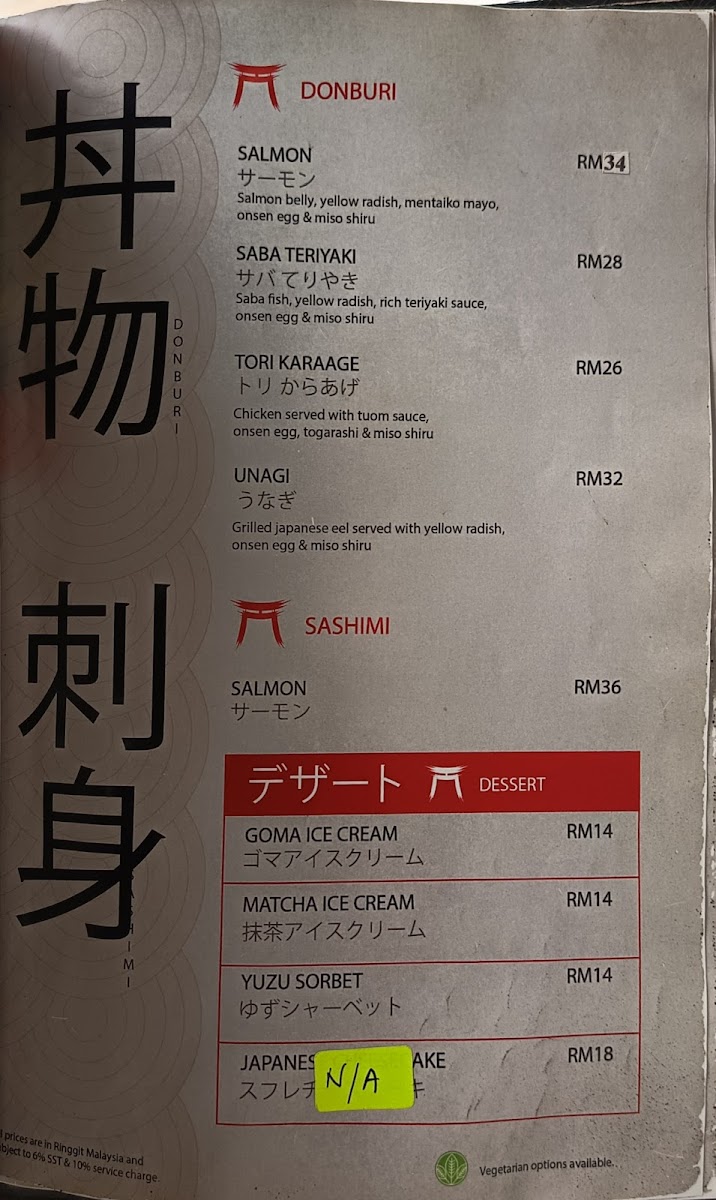 丼物
DONBURI
DONBURI
SALMON RM34
サーモン
Salmon belly, yellow radish, mentaiko mayo,
onsen egg & miso shiru
SABA TERIYAKI RM28
サバ てりやき
Saba fish, yellow radish, rich teriyaki sauce,
onsen egg & miso shiru
TORI KARAAGE RM26
トリ からあげ
Chicken served with tuom sauce,
onsen egg, togarashi & miso shiru
UNAGI RM32
うなぎ
Grilled japanese eel served with yellow radish,
onsen egg & miso shiru
刺身
SASHIMI
SALMON RM36
サーモン
デザート DESSERT
GOMA ICE CREAM RM14
ゴマアイスクリーム
MATCHA ICE CREAM RM14
抹茶アイスクリーム
YUZU SORBET RM14
ゆずシャーベット
JAPANES AKE RM18
スフレチ キ
N/A
prices are in Ringgit Malaysia and
bject to 6% SST & 10% service charge.
Vegetarian options available.